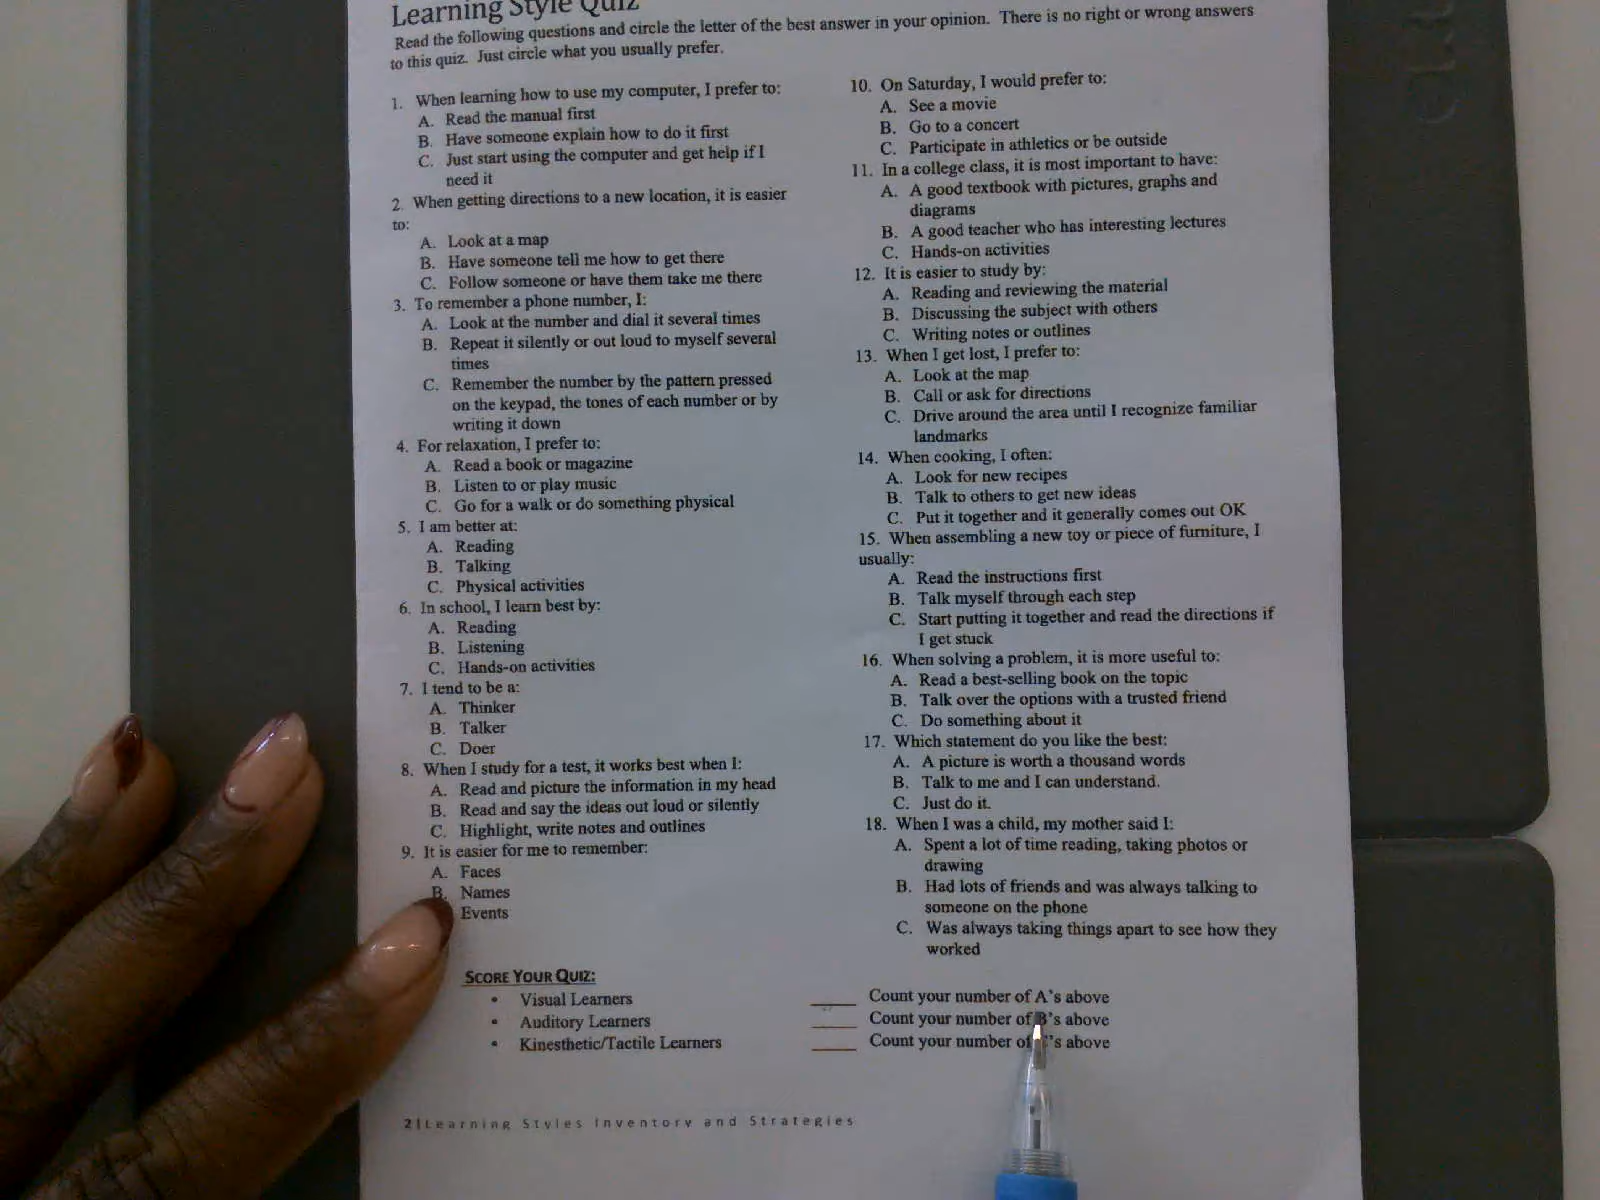 Learning Style Quiz
Read the following questions and circle the letter of the best answer in your opinion. There is no right or wrong answers
to this quiz. Just circle what you usually prefer.
1. When learning how to use my computer, I prefer to:
A. Read the manual first
B. Have someone explain how to do it first
C. Just start using the computer and get help if I
need it
2. When getting directions to a new location, it is easier
to:
A. Look at a map
B. Have someone tell me how to get there
C. Follow someone or have them take me there
3. To remember a phone number, I:
A. Look at the number and dial it several times
B. Repeat it silently or out loud to myself several
times
C. Remember the number by the pattern pressed
on the keypad, the tones of each number or by
writing it down
4. For relaxation, I prefer to:
A. Read a book or magazine
B. Listen to or play music
C. Go for a walk or do something physical
5. I am better at:
A. Reading
B. Talking
C. Physical activities
6. In school, I learn best by:
A. Reading
B. Listening
C. Hands-on activities
7. I tend to be a:
A. Thinker
B. Talker
C. Doer
8. When I study for a test, it works best when I:
A. Read and picture the information in my head
B. Read and say the ideas out loud or silently
C. Highlight, write notes and outlines
9. It is easier for me to remember:
A. Faces
B. Names
Events
10. On Saturday, I would prefer to:
A. See a movie
B. Go to a concert
C. Participate in athletics or be outside
11. In a college class, it is most important to have:
A. A good textbook with pictures, graphs and
diagrams
B. A good teacher who has interesting lectures
C. Hands-on activities
12. It is easier to study by:
A. Reading and reviewing the material
B. Discussing the subject with others
C. Writing notes or outlines
13. When I get lost, I prefer to:
A. Look at the map
B. Call or ask for directions
C. Drive around the area until I recognize familiar
landmarks
14. When cooking, I often:
A. Look for new recipes
B. Talk to others to get new ideas
C. Put it together and it generally comes out OK
15. When assembling a new toy or piece of furniture, I
usually:
A. Read the instructions first
B. Talk myself through each step
C. Start putting it together and read the directions if
I get stuck
16. When solving a problem, it is more useful to:
A. Read a best-selling book on the topic
B. Talk over the options with a trusted friend
C. Do something about it
17. Which statement do you like the best:
A. A picture is worth a thousand words
B. Talk to me and I can understand.
C. Just do it.
18. When I was a child, my mother said I:
A. Spent a lot of time reading, taking photos or
drawing
B. Had lots of friends and was always talking to
someone on the phone
C. Was always taking things apart to see how they
worked
SCORE YOUR QUIZ:
• Visual Learners ____ Count your number of A's above
• Auditory Learners ____ Count your number of B's above
• Kinesthetic/Tactile Learners ____ Count your number of 's above
2 | Learning Styles Inventory and Strategies